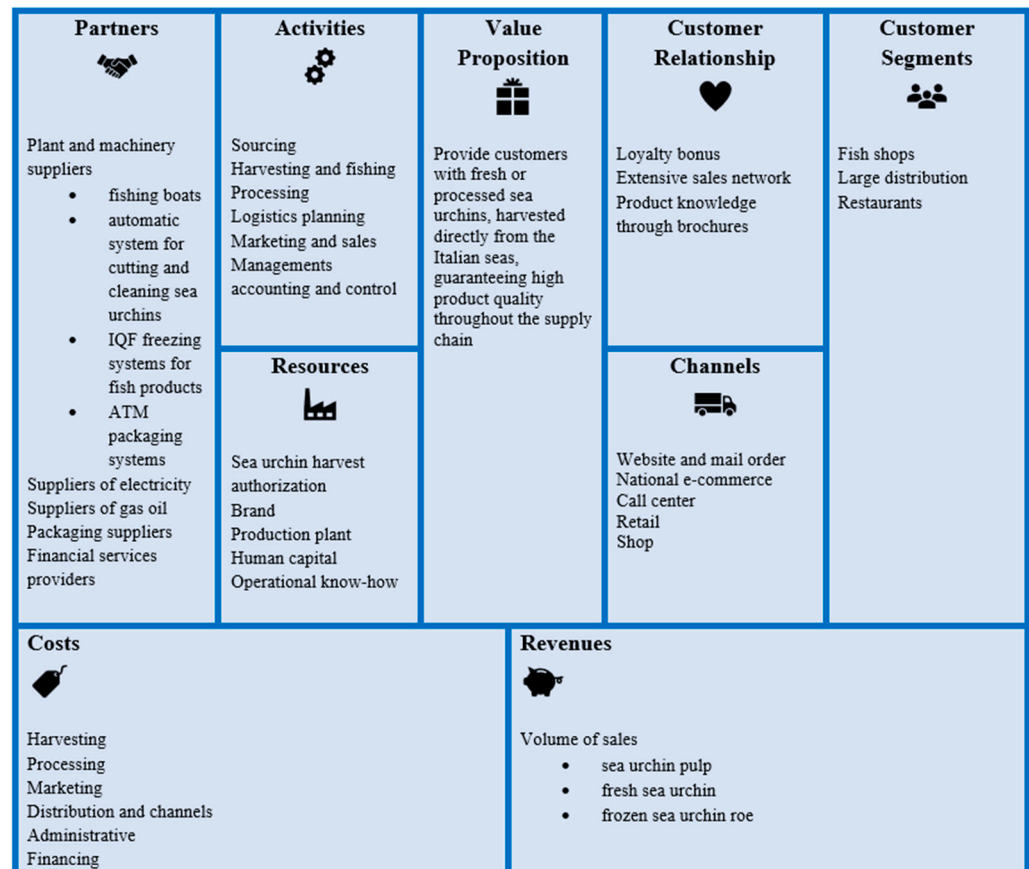 Partners
Plant and machinery
suppliers
• fishing boats
• automatic
system for
cutting and
cleaning sea
urchins
• IQF freezing
systems for
fish products
• ATM
packaging
systems
Suppliers of electricity
Suppliers of gas oil
Packaging suppliers
Financial services
providers
Activities
Sourcing
Harvesting and fishing
Processing
Logistics planning
Marketing and sales
Managements
accounting and control
Resources
Sea urchin harvest
authorization
Brand
Production plant
Human capital
Operational know-how
Value
Proposition
Provide customers
with fresh or
processed sea
urchins, harvested
directly from the
Italian seas,
guaranteeing high
product quality
throughout the supply
chain
Customer
Relationship
Loyalty bonus
Extensive sales network
Product knowledge
through brochures
Channels
Website and mail order
National e-commerce
Call center
Retail
Shop
Customer
Segments
Fish shops
Large distribution
Restaurants
Costs
Harvesting
Processing
Marketing
Distribution and channels
Administrative
Financing
Revenues
Volume of sales
• sea urchin pulp
• fresh sea urchin
• frozen sea urchin roe